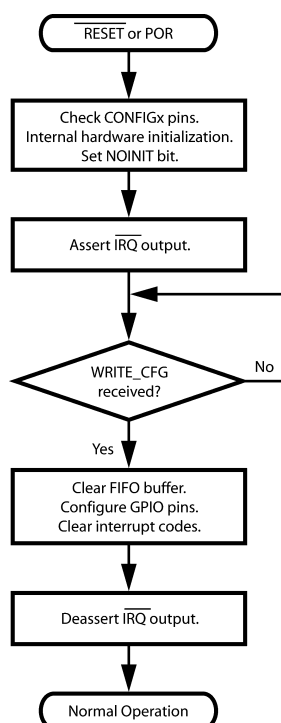 RESET or POR
Check CONFIGx pins.
Internal hardware initialization.
Set NOINIT bit.
Assert IRQ output.
WRITE_CFG
received?
No
Yes
Clear FIFO buffer.
Configure GPIO pins.
Clear interrupt codes.
Deassert IRQ output.
Normal Operation